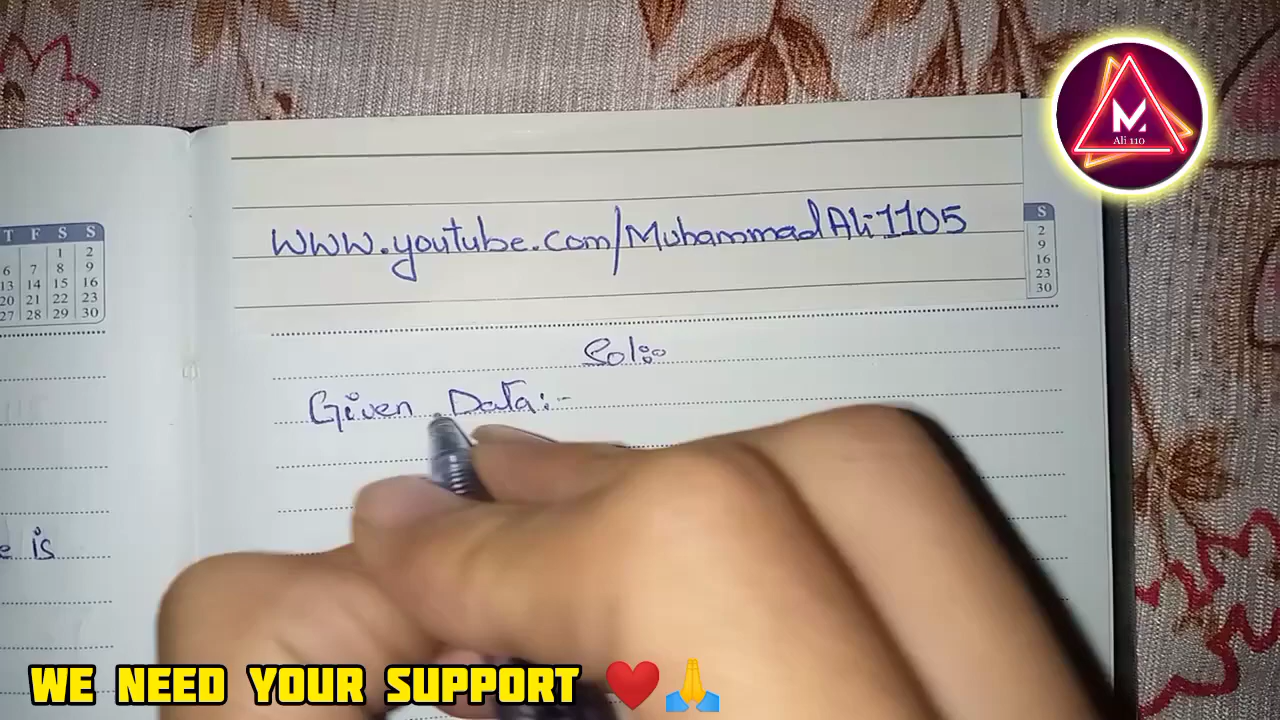 M
Ali 110
T F S S
1 2
6 7 8 9
13 14 15 16
20 21 22 23
27 28 29 30
www.youtube.com/MuhammadAli1105
S
2
9
16
23
30
Sol:-
Given Data:-
e is
WE NEED YOUR SUPPORT ❤️🙏